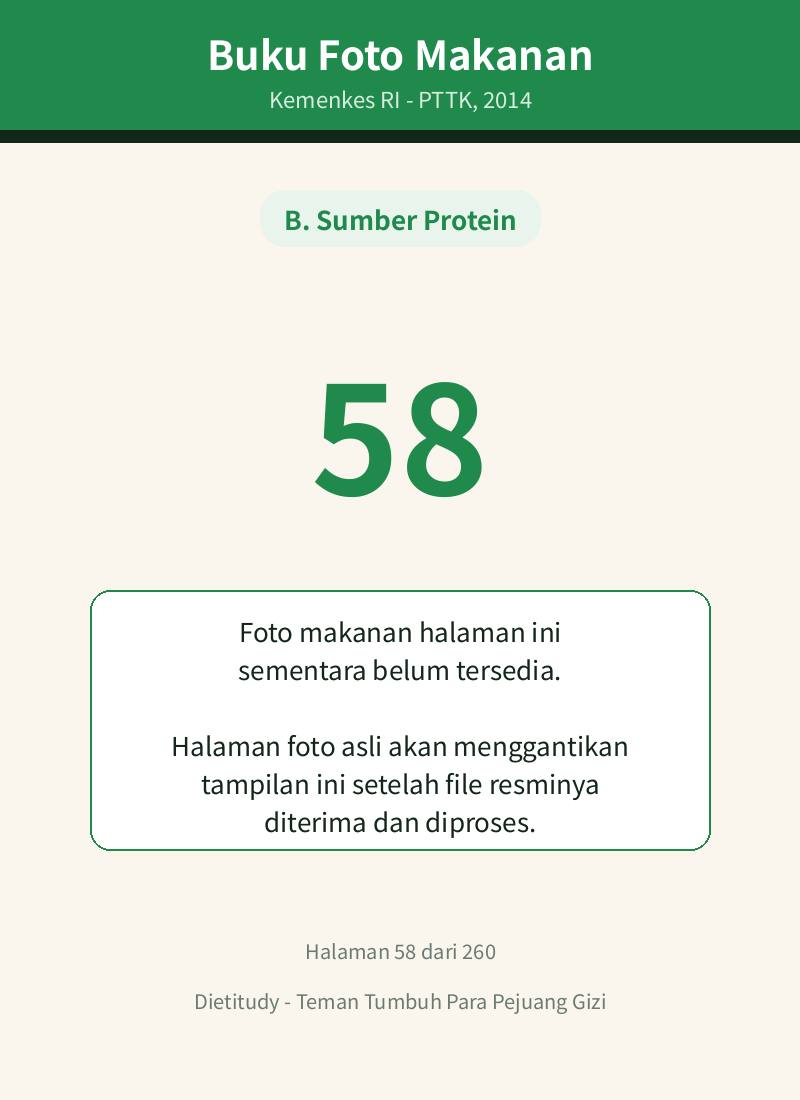 Buku Foto Makanan
Kemenkes RI - PTTK, 2014
B. Sumber Protein
58
Foto makanan halaman ini
sementara belum tersedia.
Halaman foto asli akan menggantikan
tampilan ini setelah file resminya
diterima dan diproses.
Halaman 58 dari 260
Dietitudy - Teman Tumbuh Para Pejuang Gizi